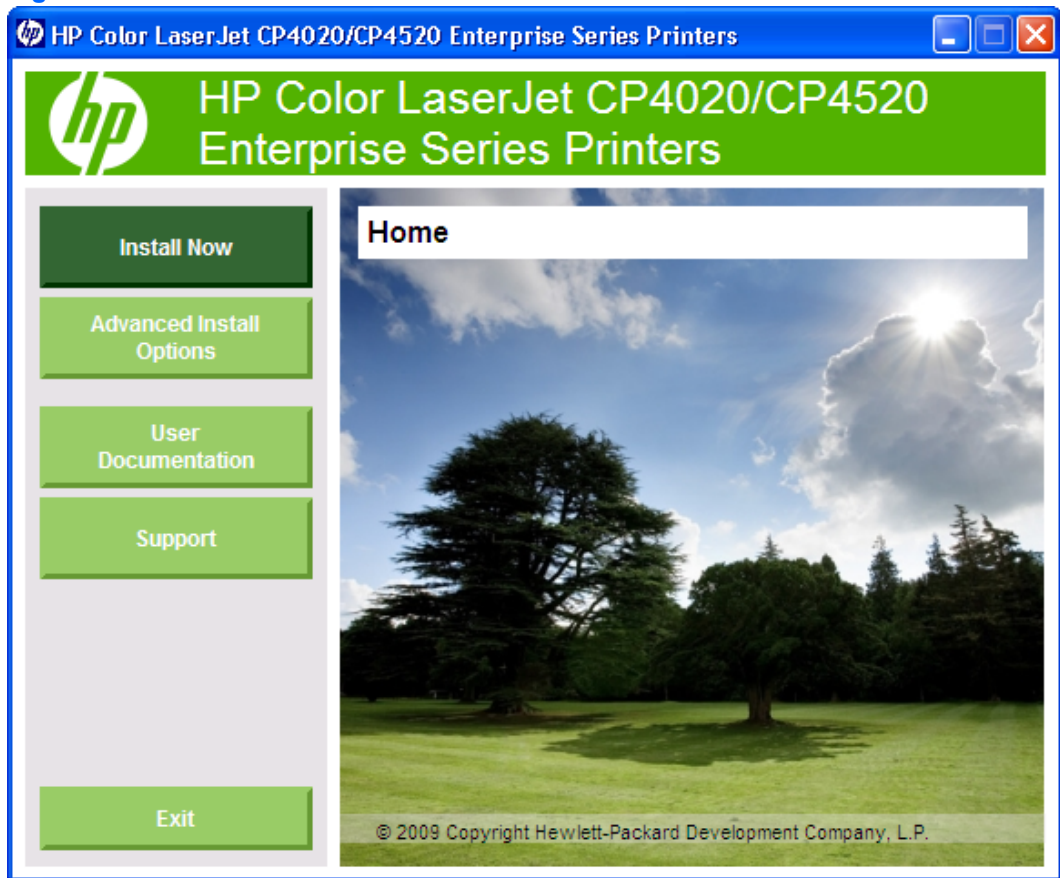 HP Color LaserJet CP4020/CP4520 Enterprise Series Printers
hp
HP Color LaserJet CP4020/CP4520
Enterprise Series Printers
Install Now
Advanced Install
Options
User
Documentation
Support
Exit
Home
© 2009 Copyright Hewlett-Packard Development Company, L.P.